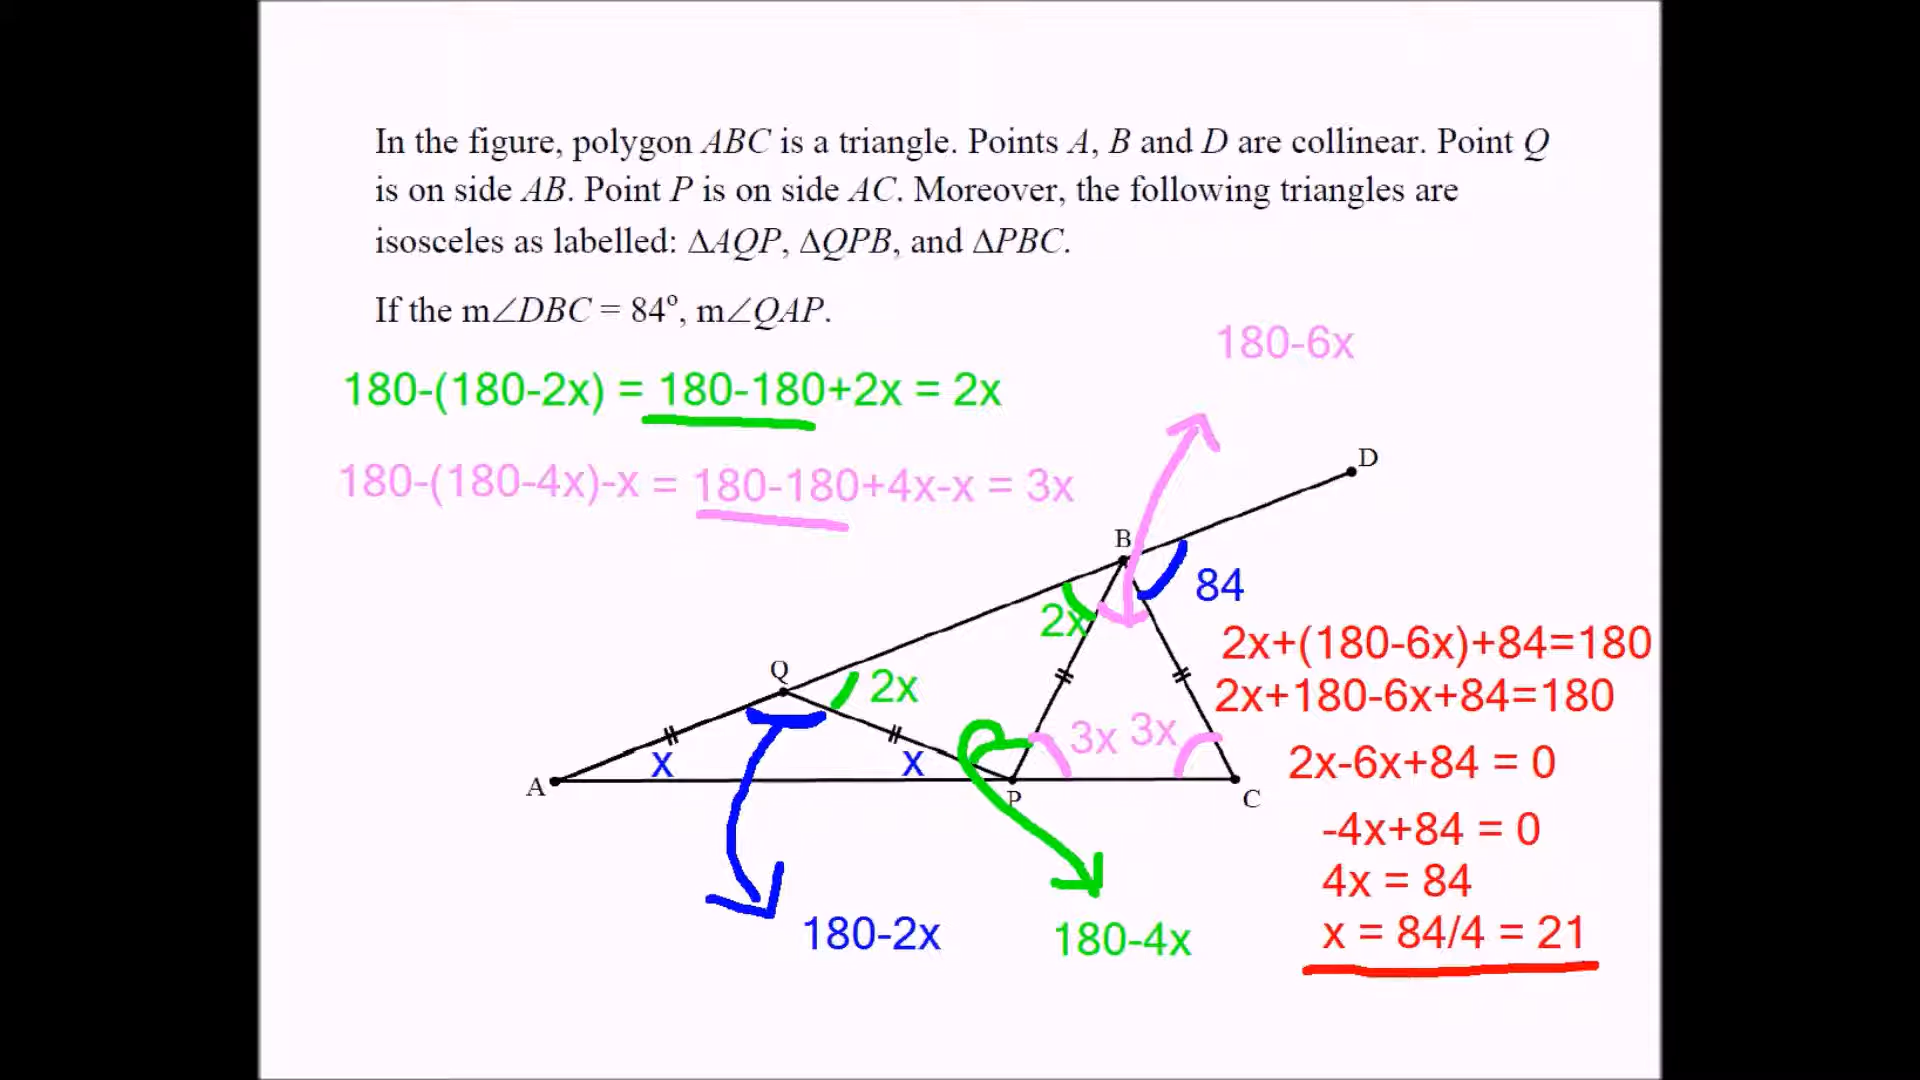 In the figure, polygon ABC is a triangle. Points A, B and D are collinear. Point Q
is on side AB. Point P is on side AC. Moreover, the following triangles are
isosceles as labelled: ΔAQP, ΔQPB, and ΔPBC.
If the m∠DBC = 84°, m∠QAP.
180-6x
180-(180-2x) = 180-180+2x = 2x
180-(180-4x)-x = 180-180+4x-x = 3x
D
B
84
2x
2x+(180-6x)+84=180
Q
2x
2x+180-6x+84=180
3x 3x
x
x
2x-6x+84 = 0
A
P
C
-4x+84 = 0
4x = 84
180-2x
180-4x
x = 84/4 = 21